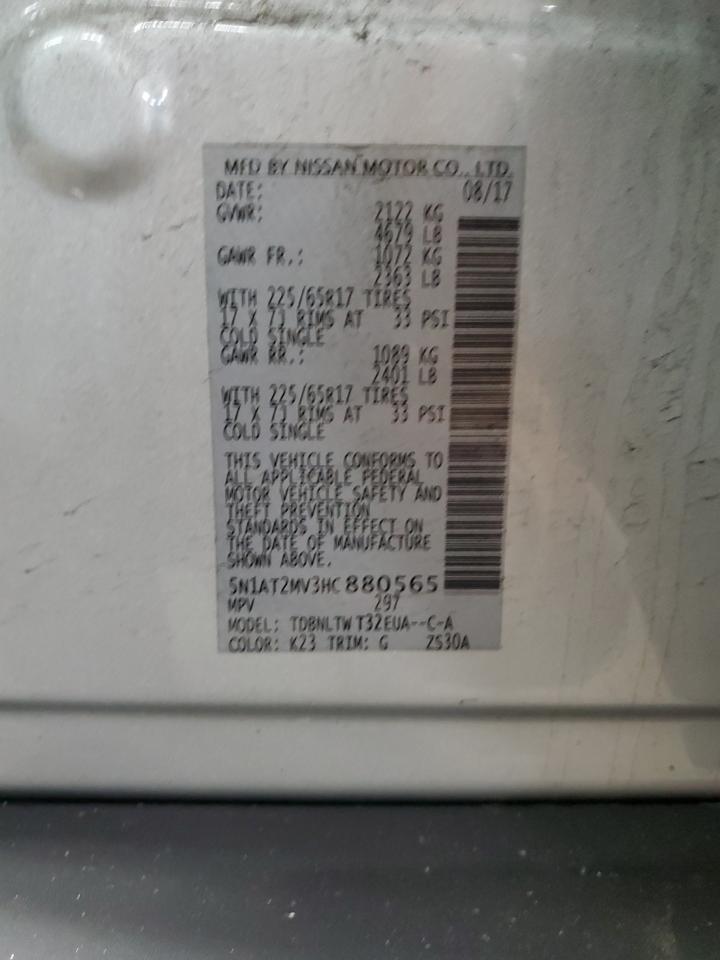 MFD BY NISSAN MOTOR CO., LTD.
DATE: 08/17
GVWR: 2122 KG
4679 LB
GAWR FR.: 1072 KG
2363 LB
WITH 225/65R17 TIRES
17 X 7J RIMS AT 33 PSI
COLD SINGLE
GAWR RR.: 1089 KG
2401 LB
WITH 225/65R17 TIRES
17 X 7J RIMS AT 33 PSI
COLD SINGLE
THIS VEHICLE CONFORMS TO
ALL APPLICABLE FEDERAL
MOTOR VEHICLE SAFETY AND
THEFT PREVENTION
STANDARDS IN EFFECT ON
THE DATE OF MANUFACTURE
SHOWN ABOVE.
5N1AT2MV3HC880565
MPV 297
MODEL: TDBNLTWT32EUA--C-A
COLOR: K23 TRIM: G ZS30A